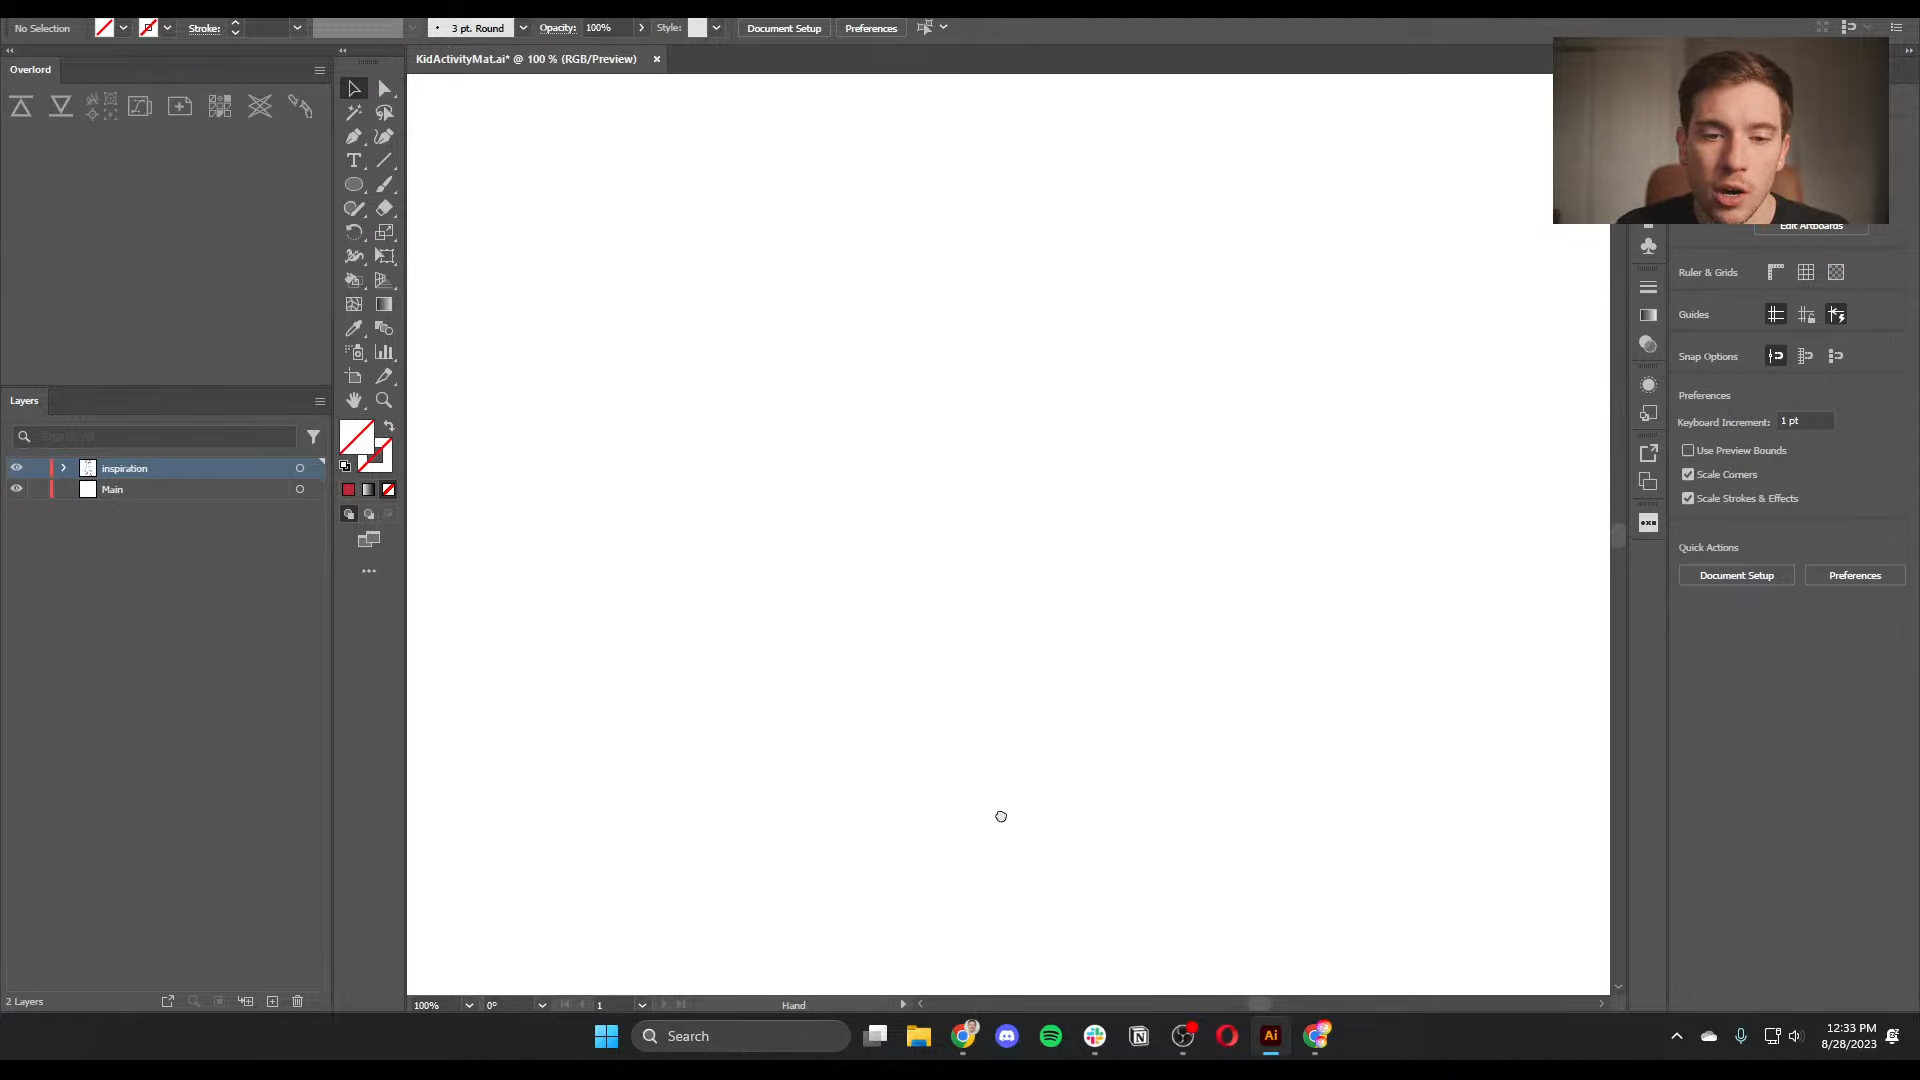 No Selection
Stroke:
3 pt. Round
Opacity:
100%
Style:
Document Setup
Preferences
Overlord
KidActivityMat.ai* @ 100 % (RGB/Preview)
Edit Artboards
Ruler & Grids
Guides
Snap Options
Preferences
Keyboard Increment:
1 pt
Use Preview Bounds
Scale Corners
Scale Strokes & Effects
Quick Actions
Document Setup
Preferences
Layers
Search All
inspiration
Main
2 Layers
100%
0°
1
Hand
Search
Ai
12:33 PM
8/28/2023